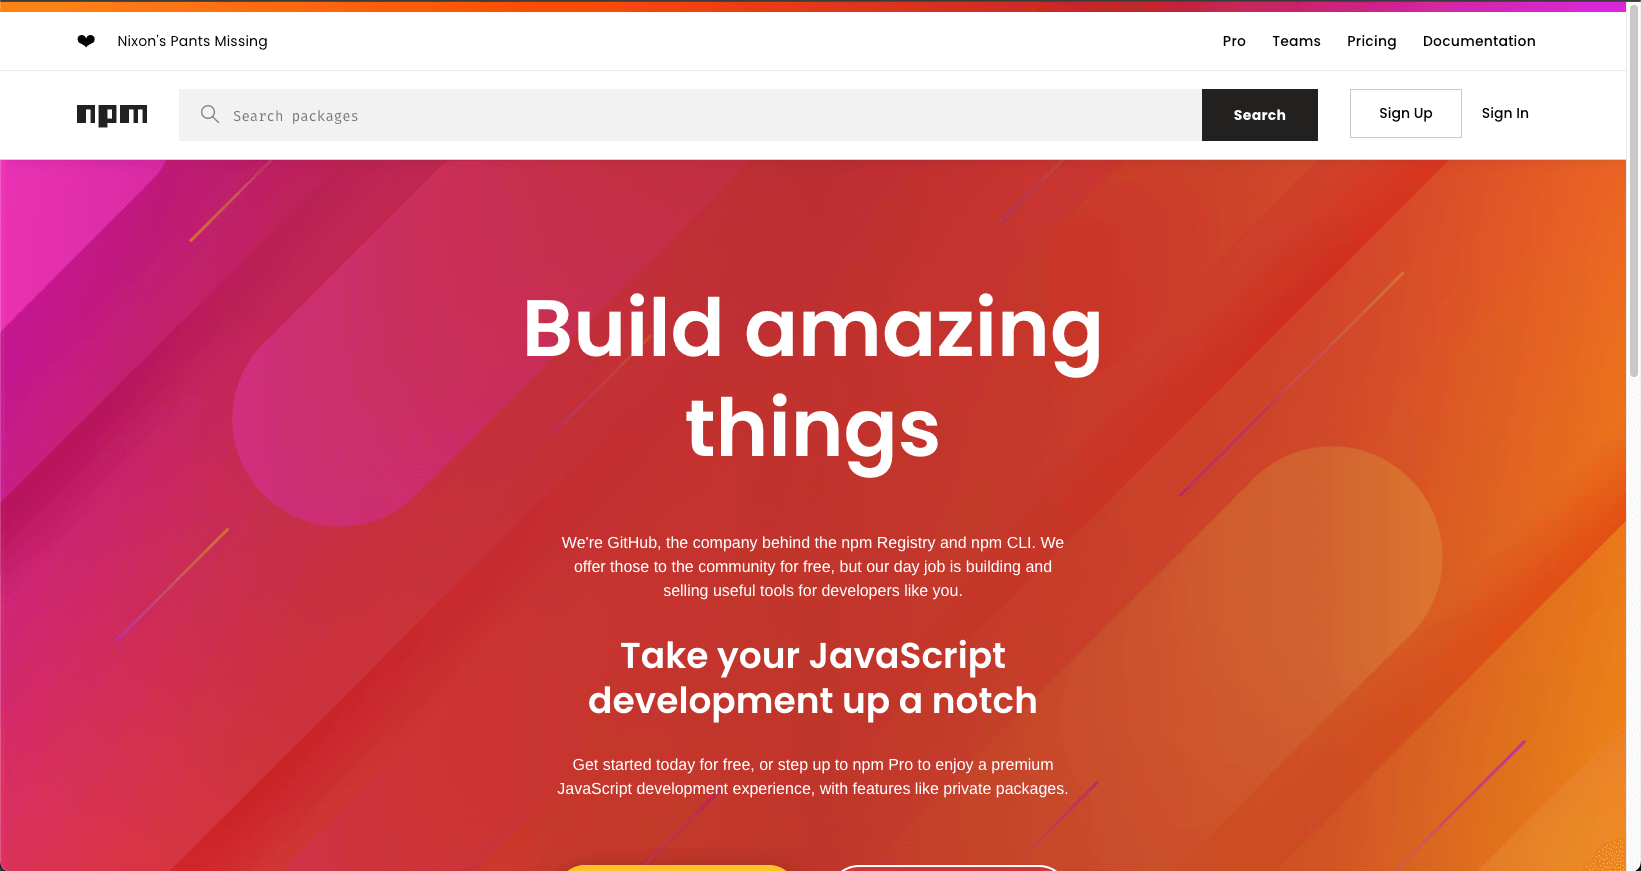 ❤ Nixon's Pants Missing
Pro Teams Pricing Documentation
npm
Search packages
Search
Sign Up
Sign In
Build amazing
things
We're GitHub, the company behind the npm Registry and npm CLI. We
offer those to the community for free, but our day job is building and
selling useful tools for developers like you.
Take your JavaScript
development up a notch
Get started today for free, or step up to npm Pro to enjoy a premium
JavaScript development experience, with features like private packages.